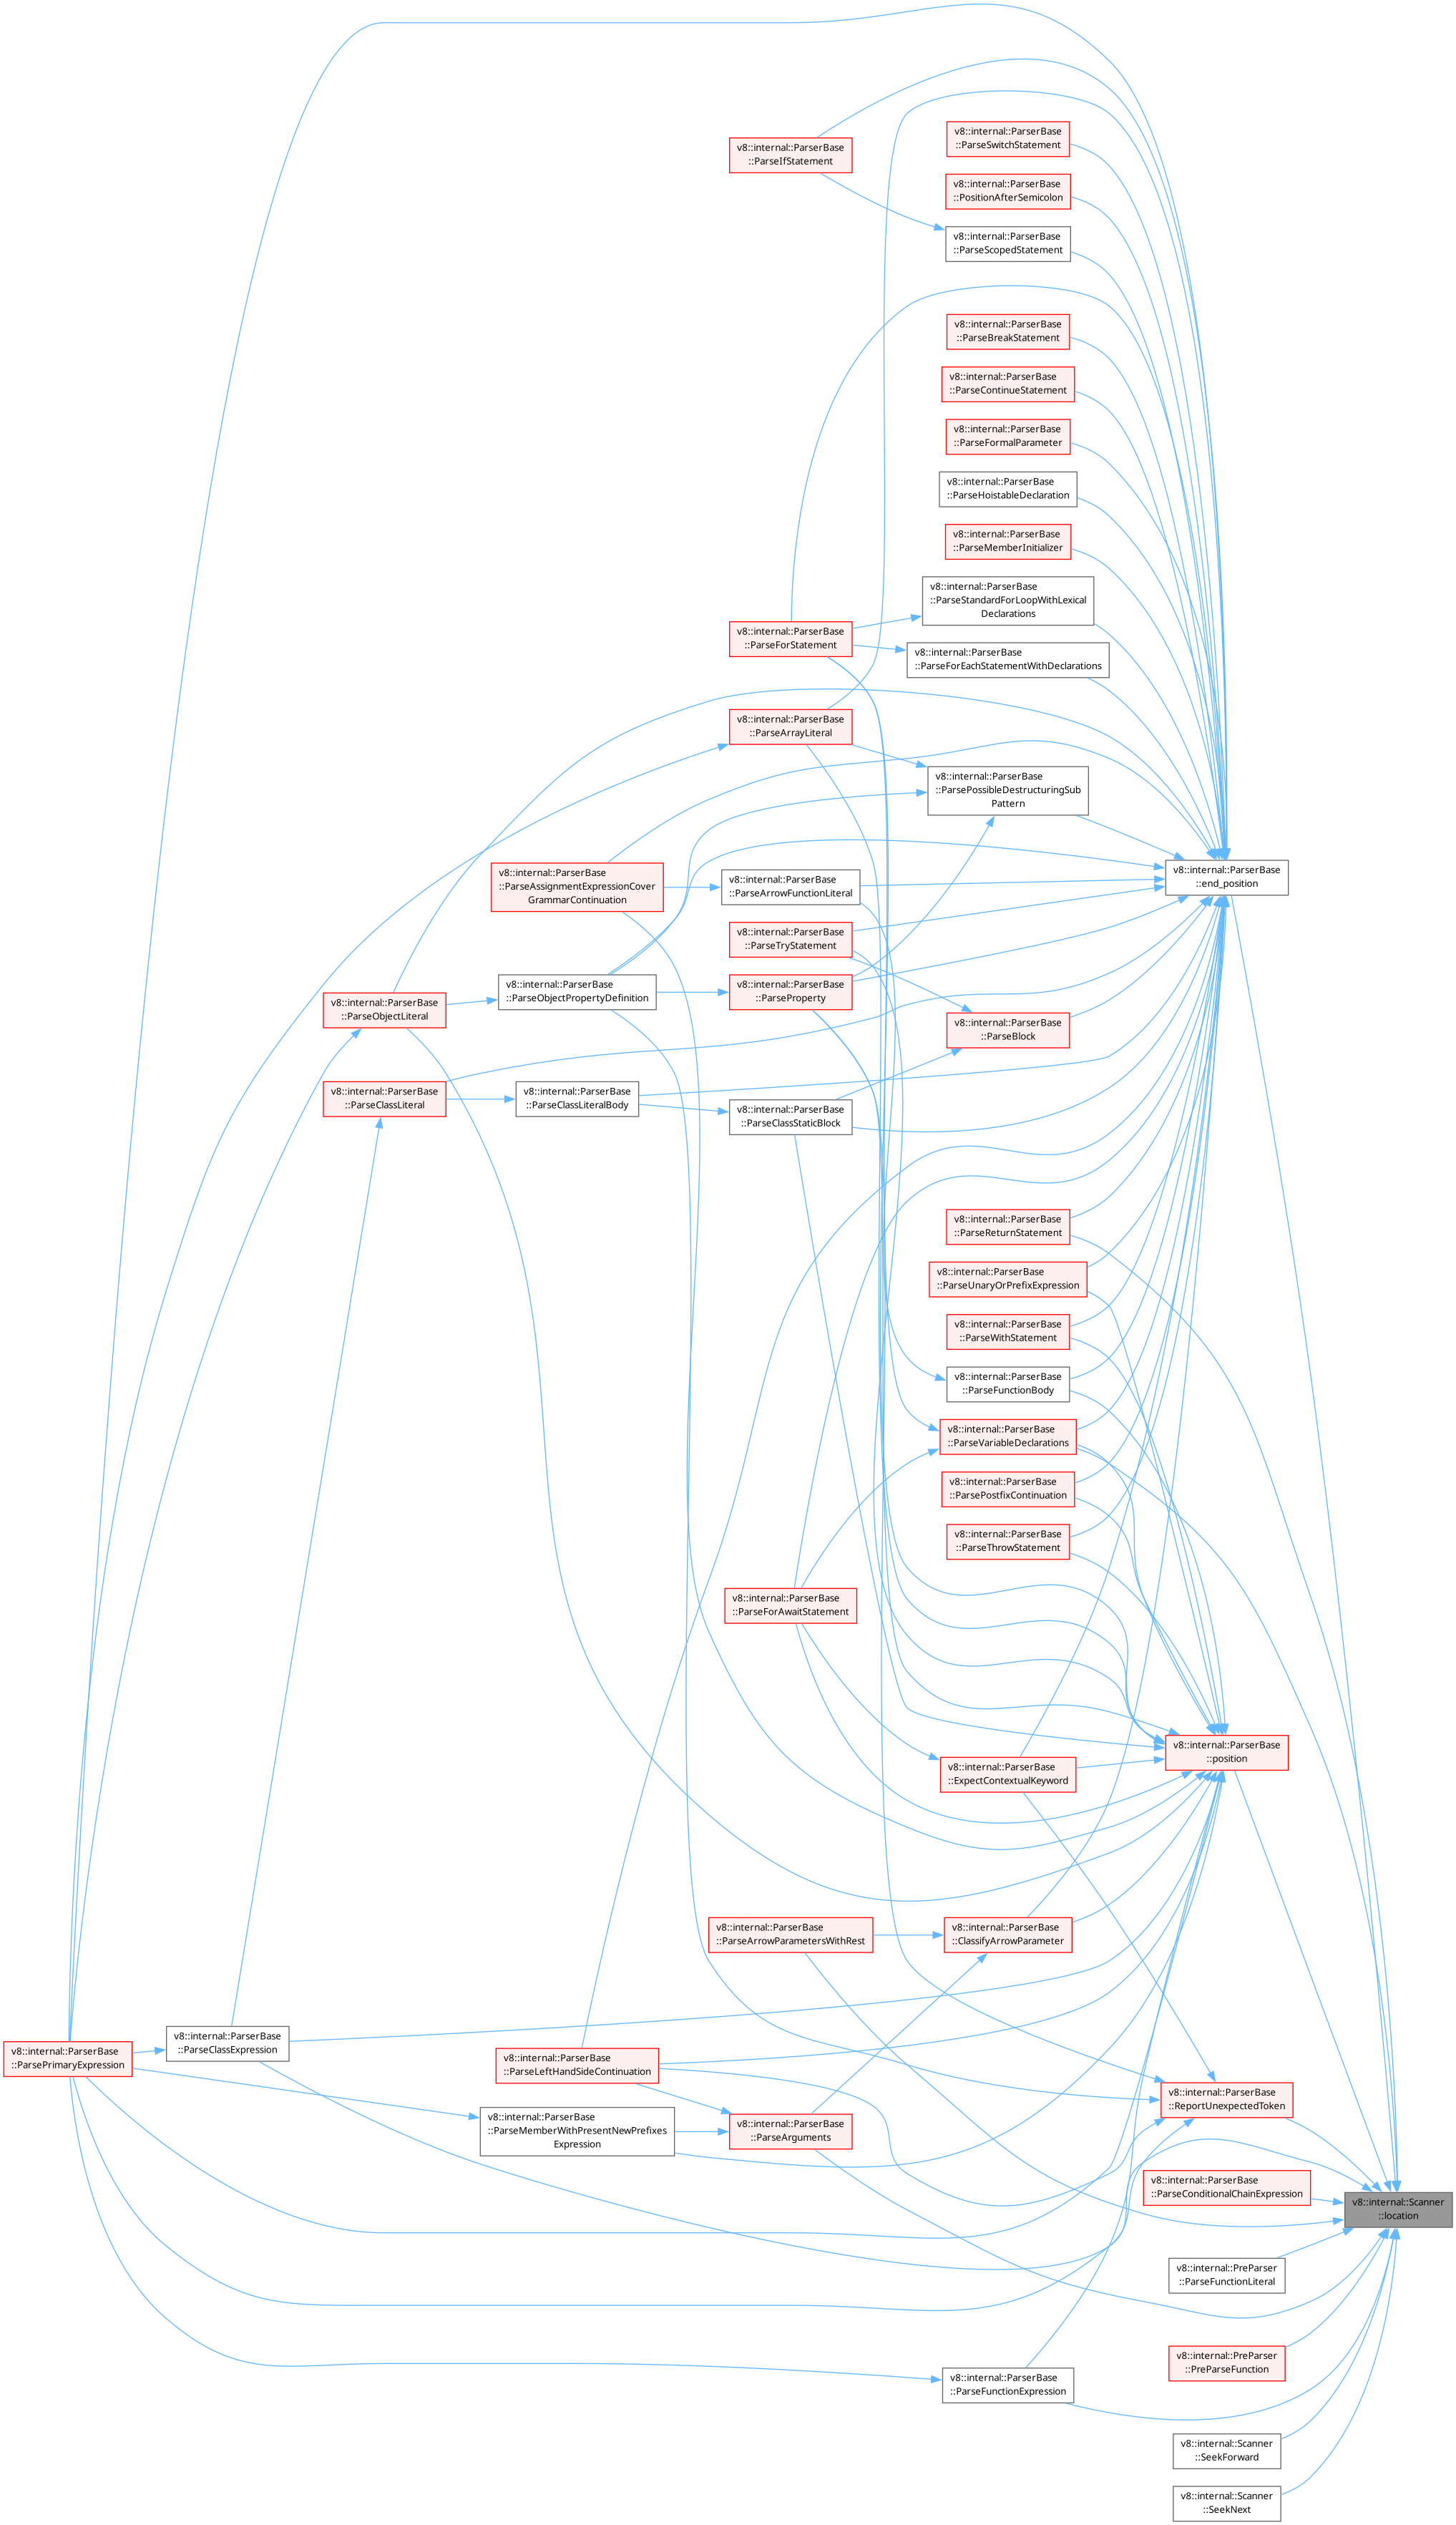 v8::internal::ParserBase
::ParseSwitchStatement
v8::internal::ParserBase
::ParseIfStatement
v8::internal::ParserBase
::PositionAfterSemicolon
v8::internal::ParserBase
::ParseScopedStatement
v8::internal::ParserBase
::ParseBreakStatement
v8::internal::ParserBase
::ParseContinueStatement
v8::internal::ParserBase
::ParseFormalParameter
v8::internal::ParserBase
::ParseHoistableDeclaration
v8::internal::ParserBase
::ParseMemberInitializer
v8::internal::ParserBase
::ParseStandardForLoopWithLexical
Declarations
v8::internal::ParserBase
::ParseForStatement
v8::internal::ParserBase
::ParseForEachStatementWithDeclarations
v8::internal::ParserBase
::ParseArrayLiteral
v8::internal::ParserBase
::ParsePossibleDestructuringSub
Pattern
v8::internal::ParserBase
::end_position
v8::internal::ParserBase
::ParseAssignmentExpressionCover
GrammarContinuation
v8::internal::ParserBase
::ParseArrowFunctionLiteral
v8::internal::ParserBase
::ParseTryStatement
v8::internal::ParserBase
::ParseObjectPropertyDefinition
v8::internal::ParserBase
::ParseProperty
v8::internal::ParserBase
::ParseObjectLiteral
v8::internal::ParserBase
::ParseBlock
v8::internal::ParserBase
::ParseClassLiteral
v8::internal::ParserBase
::ParseClassLiteralBody
v8::internal::ParserBase
::ParseClassStaticBlock
v8::internal::ParserBase
::ParseReturnStatement
v8::internal::ParserBase
::ParseUnaryOrPrefixExpression
v8::internal::ParserBase
::ParseWithStatement
v8::internal::ParserBase
::ParseFunctionBody
v8::internal::ParserBase
::ParseVariableDeclarations
v8::internal::ParserBase
::ParsePostfixContinuation
v8::internal::ParserBase
::ParseThrowStatement
v8::internal::ParserBase
::ParseForAwaitStatement
v8::internal::ParserBase
::position
v8::internal::ParserBase
::ExpectContextualKeyword
v8::internal::ParserBase
::ParseArrowParametersWithRest
v8::internal::ParserBase
::ClassifyArrowParameter
v8::internal::ParserBase
::ParseClassExpression
v8::internal::ParserBase
::ParsePrimaryExpression
v8::internal::ParserBase
::ParseLeftHandSideContinuation
v8::internal::ParserBase
::ReportUnexpectedToken
v8::internal::ParserBase
::ParseMemberWithPresentNewPrefixes
Expression
v8::internal::ParserBase
::ParseArguments
v8::internal::ParserBase
::ParseConditionalChainExpression
v8::internal::Scanner
::location
v8::internal::PreParser
::ParseFunctionLiteral
v8::internal::PreParser
::PreParseFunction
v8::internal::ParserBase
::ParseFunctionExpression
v8::internal::Scanner
::SeekForward
v8::internal::Scanner
::SeekNext